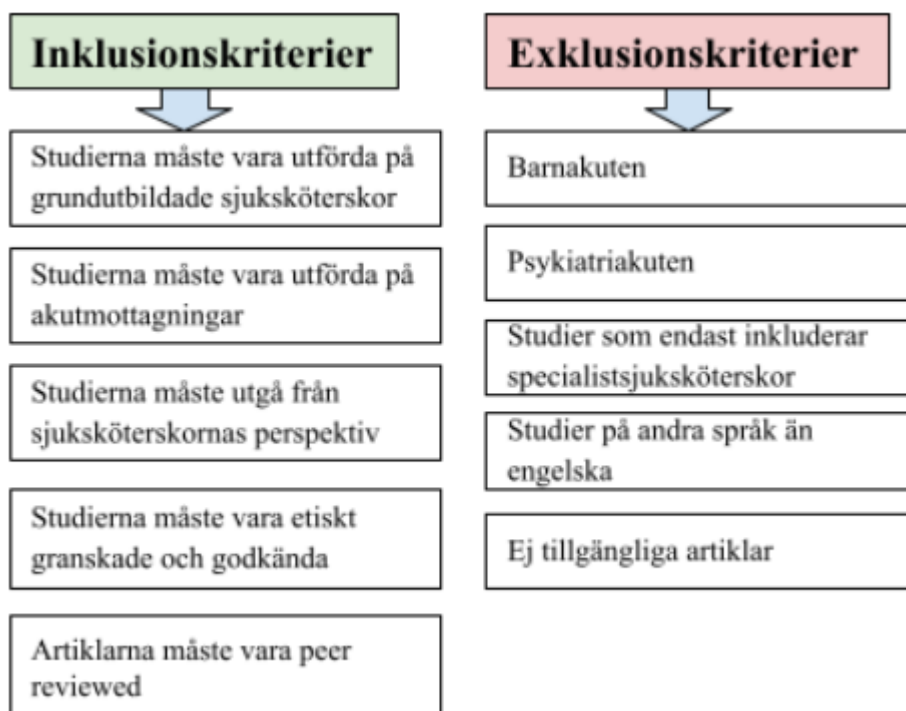 Inklusionskriterier
Studierna måste vara utförda på
grundutbildade sjuksköterskor
Studierna måste vara utförda på
akutmottagningar
Studierna måste utgå från
sjuksköterskornas perspektiv
Studierna måste vara etiskt
granskade och godkända
Artiklarna måste vara peer
reviewed
Exklusionskriterier
Barnakuten
Psykiatriakuten
Studier som endast inkluderar
specialistsjuksköterskor
Studier på andra språk än
engelska
Ej tillgängliga artiklar